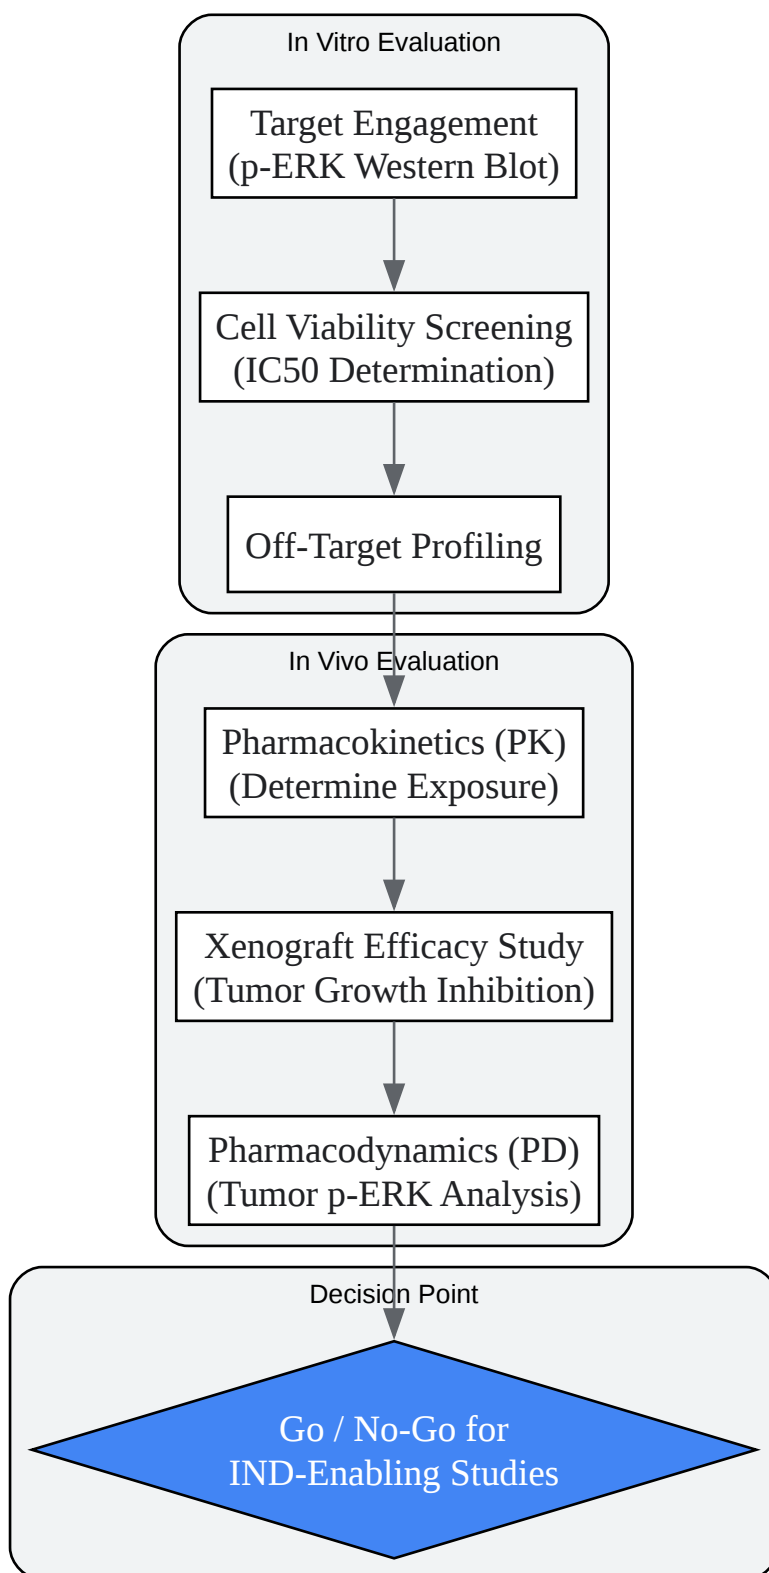 In Vitro Evaluation
Target Engagement
(p-ERK Western Blot)
Cell Viability Screening
(IC50 Determination)
Off-Target Profiling
In Vivo Evaluation
Pharmacokinetics (PK)
(Determine Exposure)
Xenograft Efficacy Study
(Tumor Growth Inhibition)
Pharmacodynamics (PD)
(Tumor p-ERK Analysis)
Decision Point
Go / No-Go for
IND-Enabling Studies